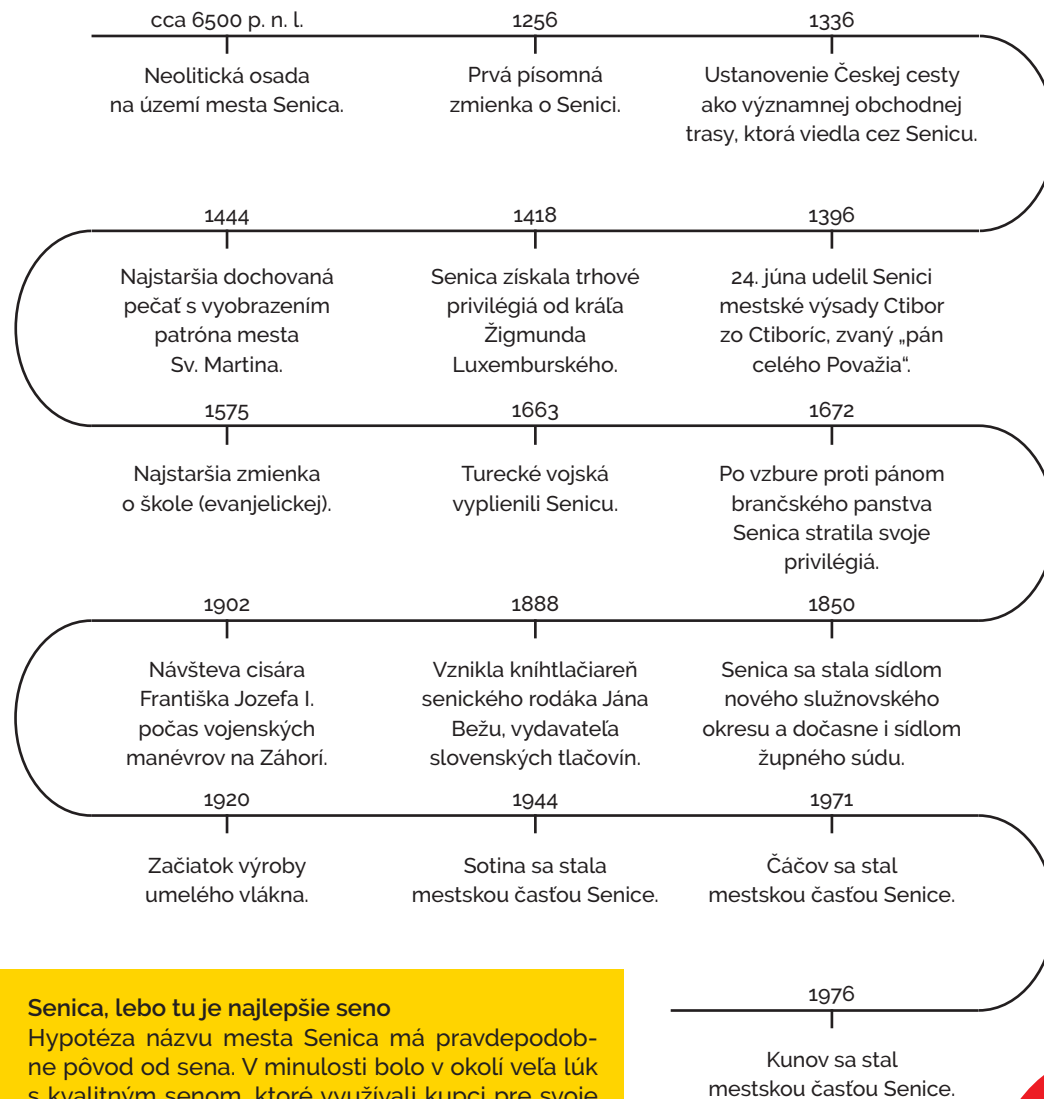 cca 6500 p. n. l.
Neolitická osada
na území mesta Senica.
1256
Prvá písomná
zmienka o Senici.
1336
Ustanovenie Českej cesty
ako významnej obchodnej
trasy, ktorá viedla cez Senicu.
1396
24. júna udelil Senici
mestské výsady Ctibor
zo Ctiboríc, zvaný „pán
celého Považia“.
1418
Senica získala trhové
privilégiá od kráľa
Žigmunda
Luxemburského.
1444
Najstaršia dochovaná
pečať s vyobrazením
patróna mesta
Sv. Martina.
1575
Najstaršia zmienka
o škole (evanjelickej).
1663
Turecké vojská
vyplienili Senicu.
1672
Po vzbure proti pánom
brančského panstva
Senica stratila svoje
privilégiá.
1850
Senica sa stala sídlom
nového služnovského
okresu a dočasne i sídlom
župného súdu.
1888
Vznikla kníhtlačiareň
senického rodáka Jána
Bežu, vydavateľa
slovenských tlačovín.
1902
Návšteva cisára
Františka Jozefa I.
počas vojenských
manévrov na Záhorí.
1920
Začiatok výroby
umelého vlákna.
1944
Sotina sa stala
mestskou časťou Senice.
1971
Čáčov sa stal
mestskou časťou Senice.
1976
Kunov sa stal
mestskou časťou Senice.
Senica, lebo tu je najlepšie seno
Hypotéza názvu mesta Senica má pravdepodob-
ne pôvod od sena. V minulosti bolo v okolí veľa lúk
s kvalitným senom, ktoré využívali kupci pre svoje